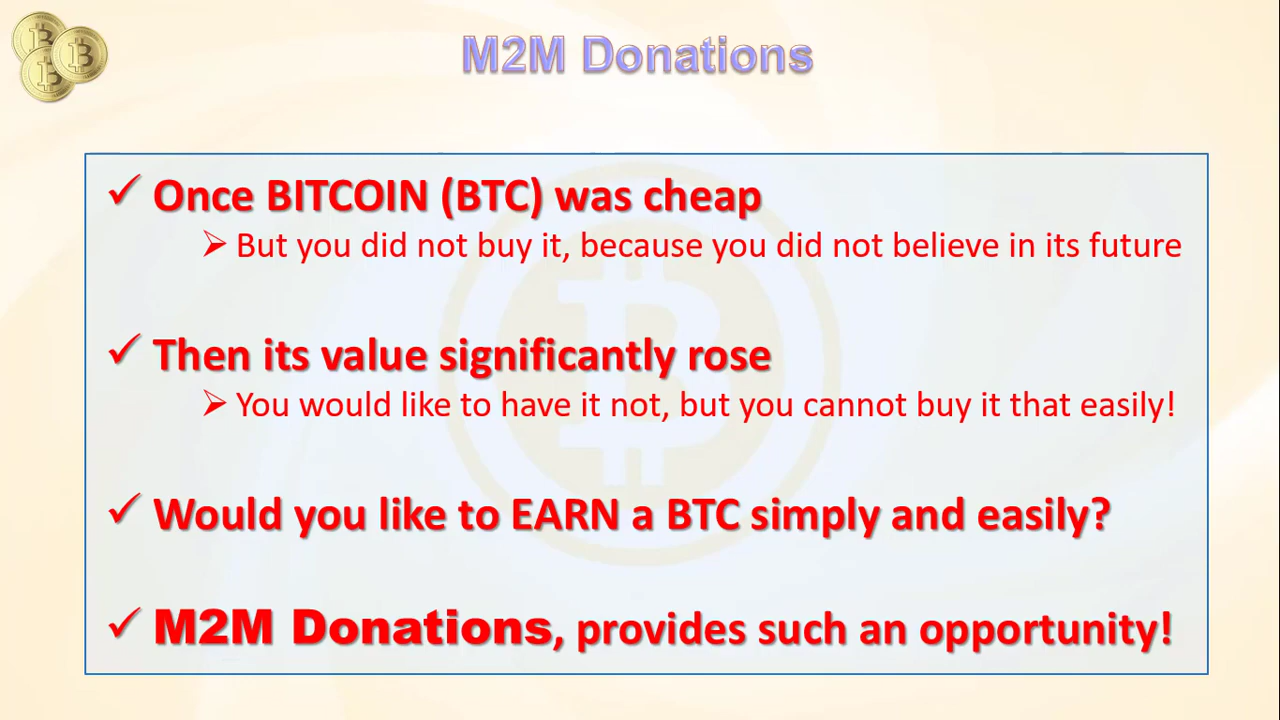 M2M Donations
✓ Once BITCOIN (BTC) was cheap
➢ But you did not buy it, because you did not believe in its future
✓ Then its value significantly rose
➢ You would like to have it not, but you cannot buy it that easily!
✓ Would you like to EARN a BTC simply and easily?
✓ M2M Donations, provides such an opportunity!